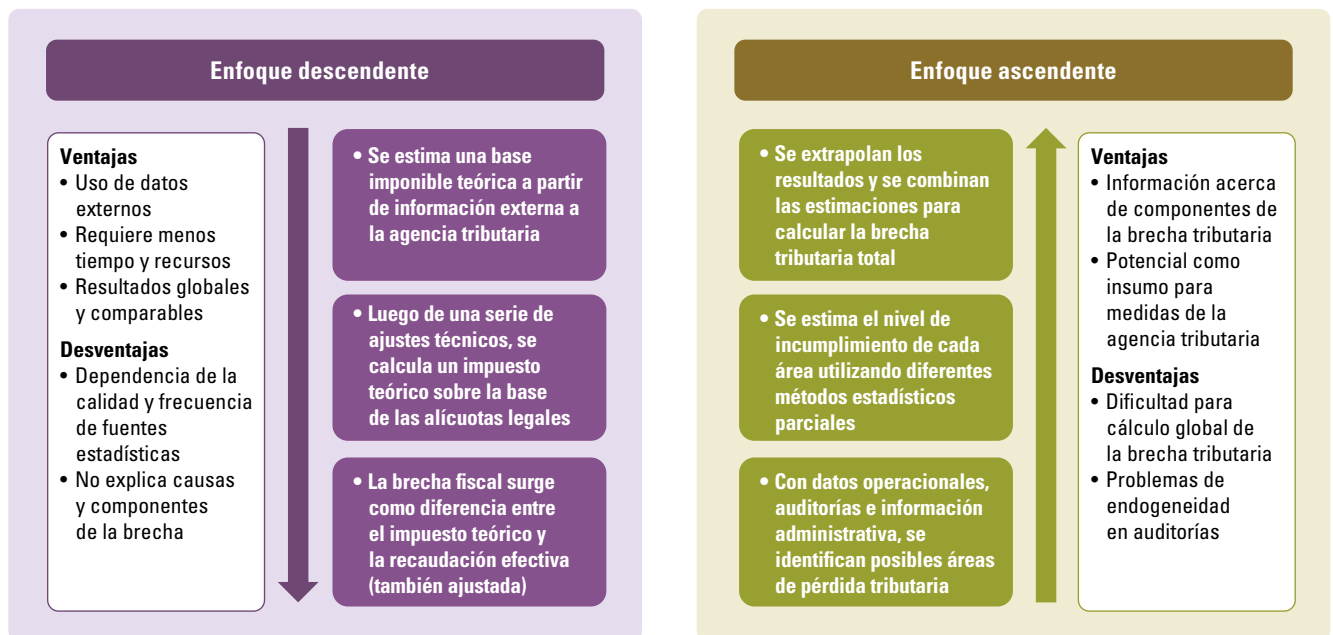 Enfoque descendente
Ventajas
• Uso de datos
externos
• Requiere menos
tiempo y recursos
• Resultados globales
y comparables
Desventajas
• Dependencia de la
calidad y frecuencia
de fuentes
estadísticas
• No explica causas
y componentes
de la brecha
• Se estima una base
imponible teórica a partir
de información externa a
la agencia tributaria
• Luego de una serie de
ajustes técnicos, se
calcula un impuesto
teórico sobre la base
de las alícuotas legales
• La brecha fiscal surge
como diferencia entre
el impuesto teórico y
la recaudación efectiva
(también ajustada)
Enfoque ascendente
• Se extrapolan los
resultados y se combinan
las estimaciones para
calcular la brecha
tributaria total
• Se estima el nivel de
incumplimiento de cada
área utilizando diferentes
métodos estadísticos
parciales
• Con datos operacionales,
auditorías e información
administrativa, se
identifican posibles áreas
de pérdida tributaria
Ventajas
• Información acerca
de componentes de
la brecha tributaria
• Potencial como
insumo para
medidas de la
agencia tributaria
Desventajas
• Dificultad para
cálculo global de
la brecha tributaria
• Problemas de
endogeneidad
en auditorías